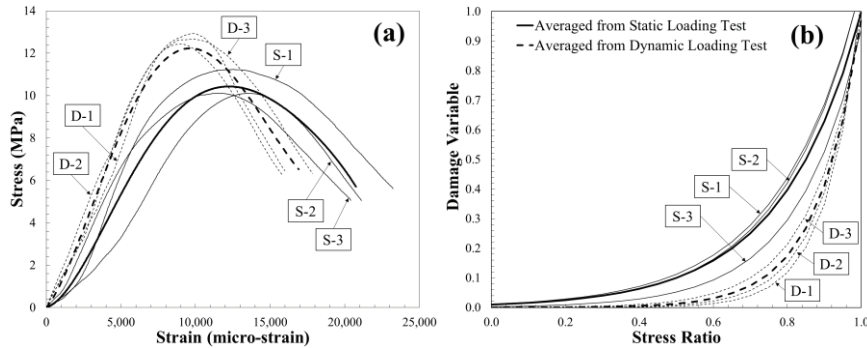 14
12
10
8
6
4
2
0
Stress (MPa)
(a)
D-3
S-1
D-1
D-2
S-2
S-3
0
5,000
10,000
15,000
20,000
25,000
Strain (micro-strain)
1.0
0.9
0.8
0.7
0.6
0.5
0.4
0.3
0.2
0.1
0.0
Damage Variable
Averaged from Static Loading Test
Averaged from Dynamic Loading Test
(b)
S-2
S-1
S-3
D-3
D-2
D-1
0.0
0.2
0.4
0.6
0.8
1.0
Stress Ratio